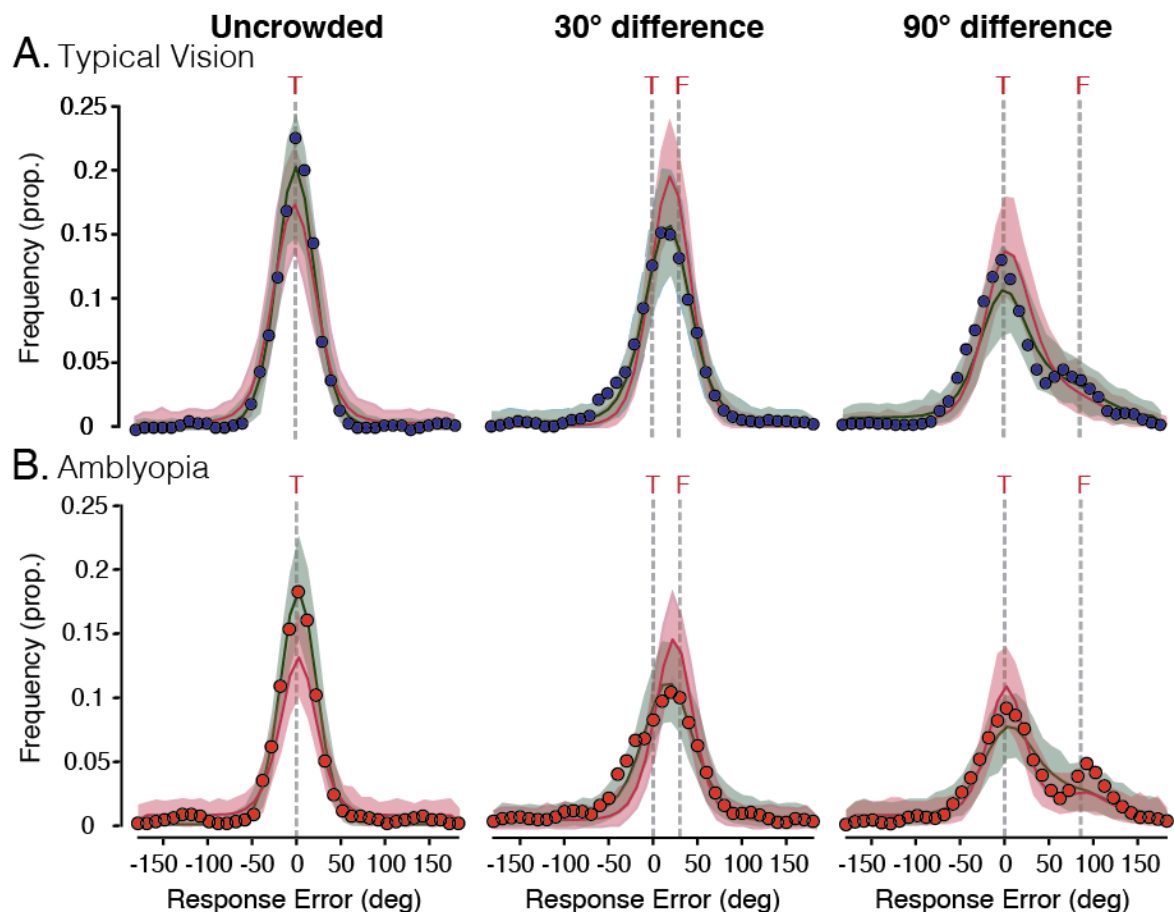 Uncrowded 30° difference 90° difference
A. Typical Vision
T T F T F
0.25
0.2
0.15
0.1
0.05
0
Frequency (prop.)
B. Amblyopia
T T F T F
0.25
0.2
0.15
0.1
0.05
0
Frequency (prop.)
-150 -100 -50 0 50 100 150 -150 -100 -50 0 50 100 150 -150 -100 -50 0 50 100 150
Response Error (deg) Response Error (deg) Response Error (deg)